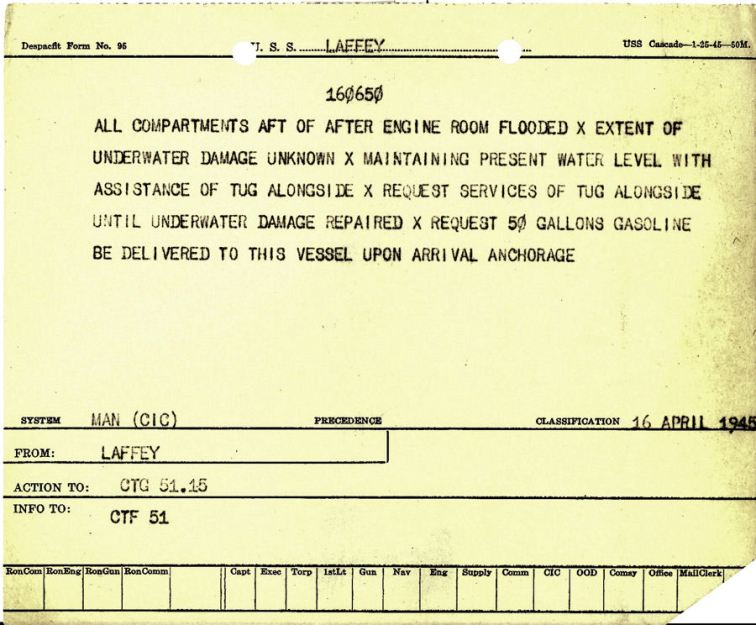 Despacfit Form No. 95 U. S. S. LAFFEY USS Cascade—1-25-45—50M.
160650
ALL COMPARTMENTS AFT OF AFTER ENGINE ROOM FLOODED X EXTENT OF
UNDERWATER DAMAGE UNKNOWN X MAINTAINING PRESENT WATER LEVEL WITH
ASSISTANCE OF TUG ALONGSIDE X REQUEST SERVICES OF TUG ALONGSIDE
UNTIL UNDERWATER DAMAGE REPAIRED X REQUEST 50 GALLONS GASOLINE
BE DELIVERED TO THIS VESSEL UPON ARRIVAL ANCHORAGE
SYSTEM MAN (CIC) PRECEDENCE CLASSIFICATION 16 APRIL 1945
FROM: LAFFEY
ACTION TO: CTG 51.15
INFO TO: CTF 51
RonCom RonEng RonGun RonComm Capt Exec Torp 1stLt Gun Nav Eng Supply Comm CIC OOD Comsy Office MailClerk